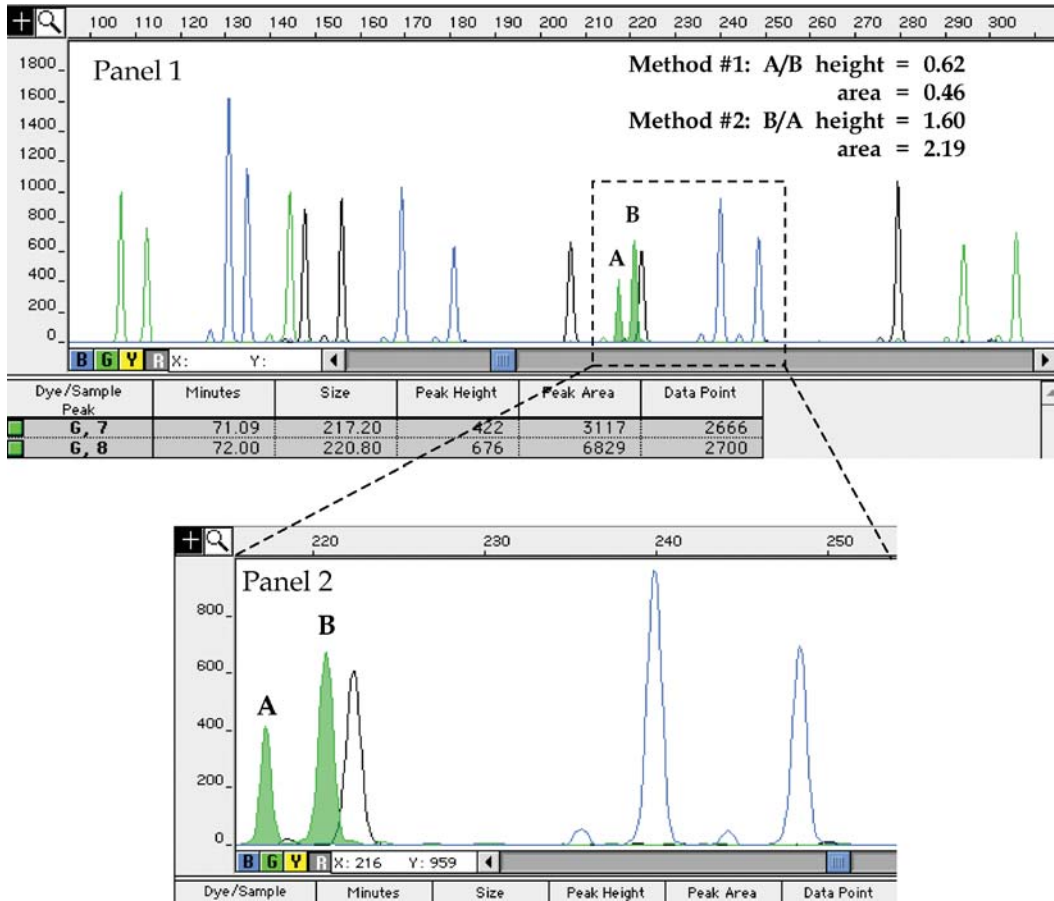 100 110 120 130 140 150 160 170 180 190 200 210 220 230 240 250 260 270 280 290 300
Panel 1
Method #1: A/B height = 0.62
area = 0.46
Method #2: B/A height = 1.60
area = 2.19
1800
1600
1400
1200
1000
800
600
400
200
0
A
B
B G Y R X: Y:
Dye/Sample Peak Minutes Size Peak Height Peak Area Data Point
G, 7 71.09 217.20 422 3117 2666
G, 8 72.00 220.80 676 6829 2700
220 230 240 250
Panel 2
800
600
400
200
0
A
B
B G Y R X: 216 Y: 959
Dye/Sample Minutes Size Peak Height Peak Area Data Point